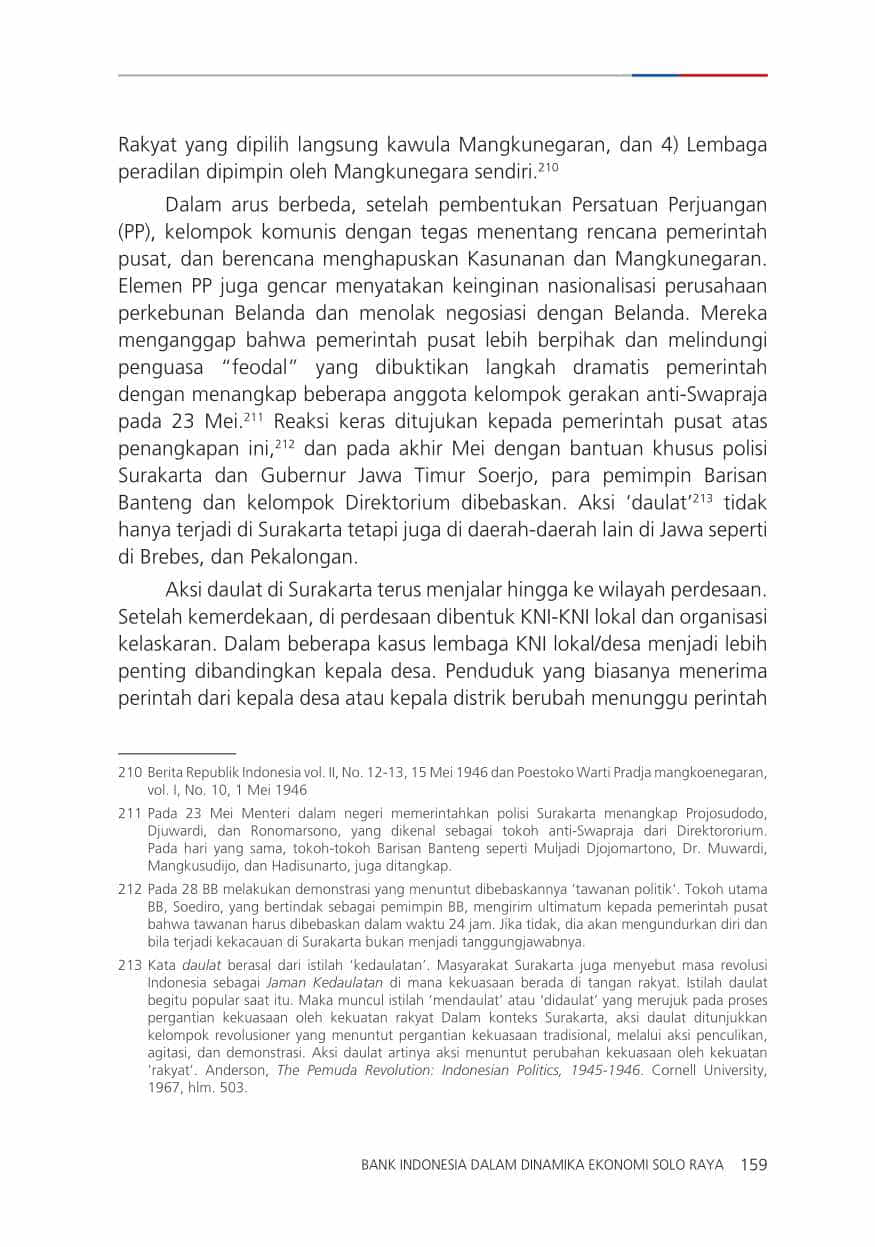 Rakyat yang dipilih langsung kawula Mangkunegaran, dan 4) Lembaga
peradilan dipimpin oleh Mangkunegara sendiri.210
Dalam arus berbeda, setelah pembentukan Persatuan Perjuangan
(PP), kelompok komunis dengan tegas menentang rencana pemerintah
pusat, dan berencana menghapuskan Kasunanan dan Mangkunegaran.
Elemen PP juga gencar menyatakan keinginan nasionalisasi perusahaan
perkebunan Belanda dan menolak negosiasi dengan Belanda. Mereka
menganggap bahwa pemerintah pusat lebih berpihak dan melindungi
penguasa “feodal” yang dibuktikan langkah dramatis pemerintah
dengan menangkap beberapa anggota kelompok gerakan anti-Swapraja
pada 23 Mei.211 Reaksi keras ditujukan kepada pemerintah pusat atas
penangkapan ini,212 dan pada akhir Mei dengan bantuan khusus polisi
Surakarta dan Gubernur Jawa Timur Soerjo, para pemimpin Barisan
Banteng dan kelompok Direktorium dibebaskan. Aksi ‘daulat’213 tidak
hanya terjadi di Surakarta tetapi juga di daerah-daerah lain di Jawa seperti
di Brebes, dan Pekalongan.
Aksi daulat di Surakarta terus menjalar hingga ke wilayah perdesaan.
Setelah kemerdekaan, di perdesaan dibentuk KNI-KNI lokal dan organisasi
kelaskaran. Dalam beberapa kasus lembaga KNI lokal/desa menjadi lebih
penting dibandingkan kepala desa. Penduduk yang biasanya menerima
perintah dari kepala desa atau kepala distrik berubah menunggu perintah
210 Berita Republik Indonesia vol. II, No. 12-13, 15 Mei 1946 dan Poestoko Warti Pradja mangkoenegaran,
vol. I, No. 10, 1 Mei 1946
211 Pada 23 Mei Menteri dalam negeri memerintahkan polisi Surakarta menangkap Projosudodo,
Djuwardi, dan Ronomarsono, yang dikenal sebagai tokoh anti-Swapraja dari Direktororium.
Pada hari yang sama, tokoh-tokoh Barisan Banteng seperti Muljadi Djojomartono, Dr. Muwardi,
Mangkusudijo, dan Hadisunarto, juga ditangkap.
212 Pada 28 BB melakukan demonstrasi yang menuntut dibebaskannya ‘tawanan politik’. Tokoh utama
BB, Soediro, yang bertindak sebagai pemimpin BB, mengirim ultimatum kepada pemerintah pusat
bahwa tawanan harus dibebaskan dalam waktu 24 jam. Jika tidak, dia akan mengundurkan diri dan
bila terjadi kekacauan di Surakarta bukan menjadi tanggungjawabnya.
213 Kata daulat berasal dari istilah ‘kedaulatan’. Masyarakat Surakarta juga menyebut masa revolusi
Indonesia sebagai Jaman Kedaulatan di mana kekuasaan berada di tangan rakyat. Istilah daulat
begitu popular saat itu. Maka muncul istilah ‘mendaulat’ atau ‘didaulat’ yang merujuk pada proses
pergantian kekuasaan oleh kekuatan rakyat Dalam konteks Surakarta, aksi daulat ditunjukkan
kelompok revolusioner yang menuntut pergantian kekuasaan tradisional, melalui aksi penculikan,
agitasi, dan demonstrasi. Aksi daulat artinya aksi menuntut perubahan kekuasaan oleh kekuatan
‘rakyat’. Anderson, The Pemuda Revolution: Indonesian Politics, 1945-1946. Cornell University,
1967, hlm. 503.
BANK INDONESIA DALAM DINAMIKA EKONOMI SOLO RAYA 159